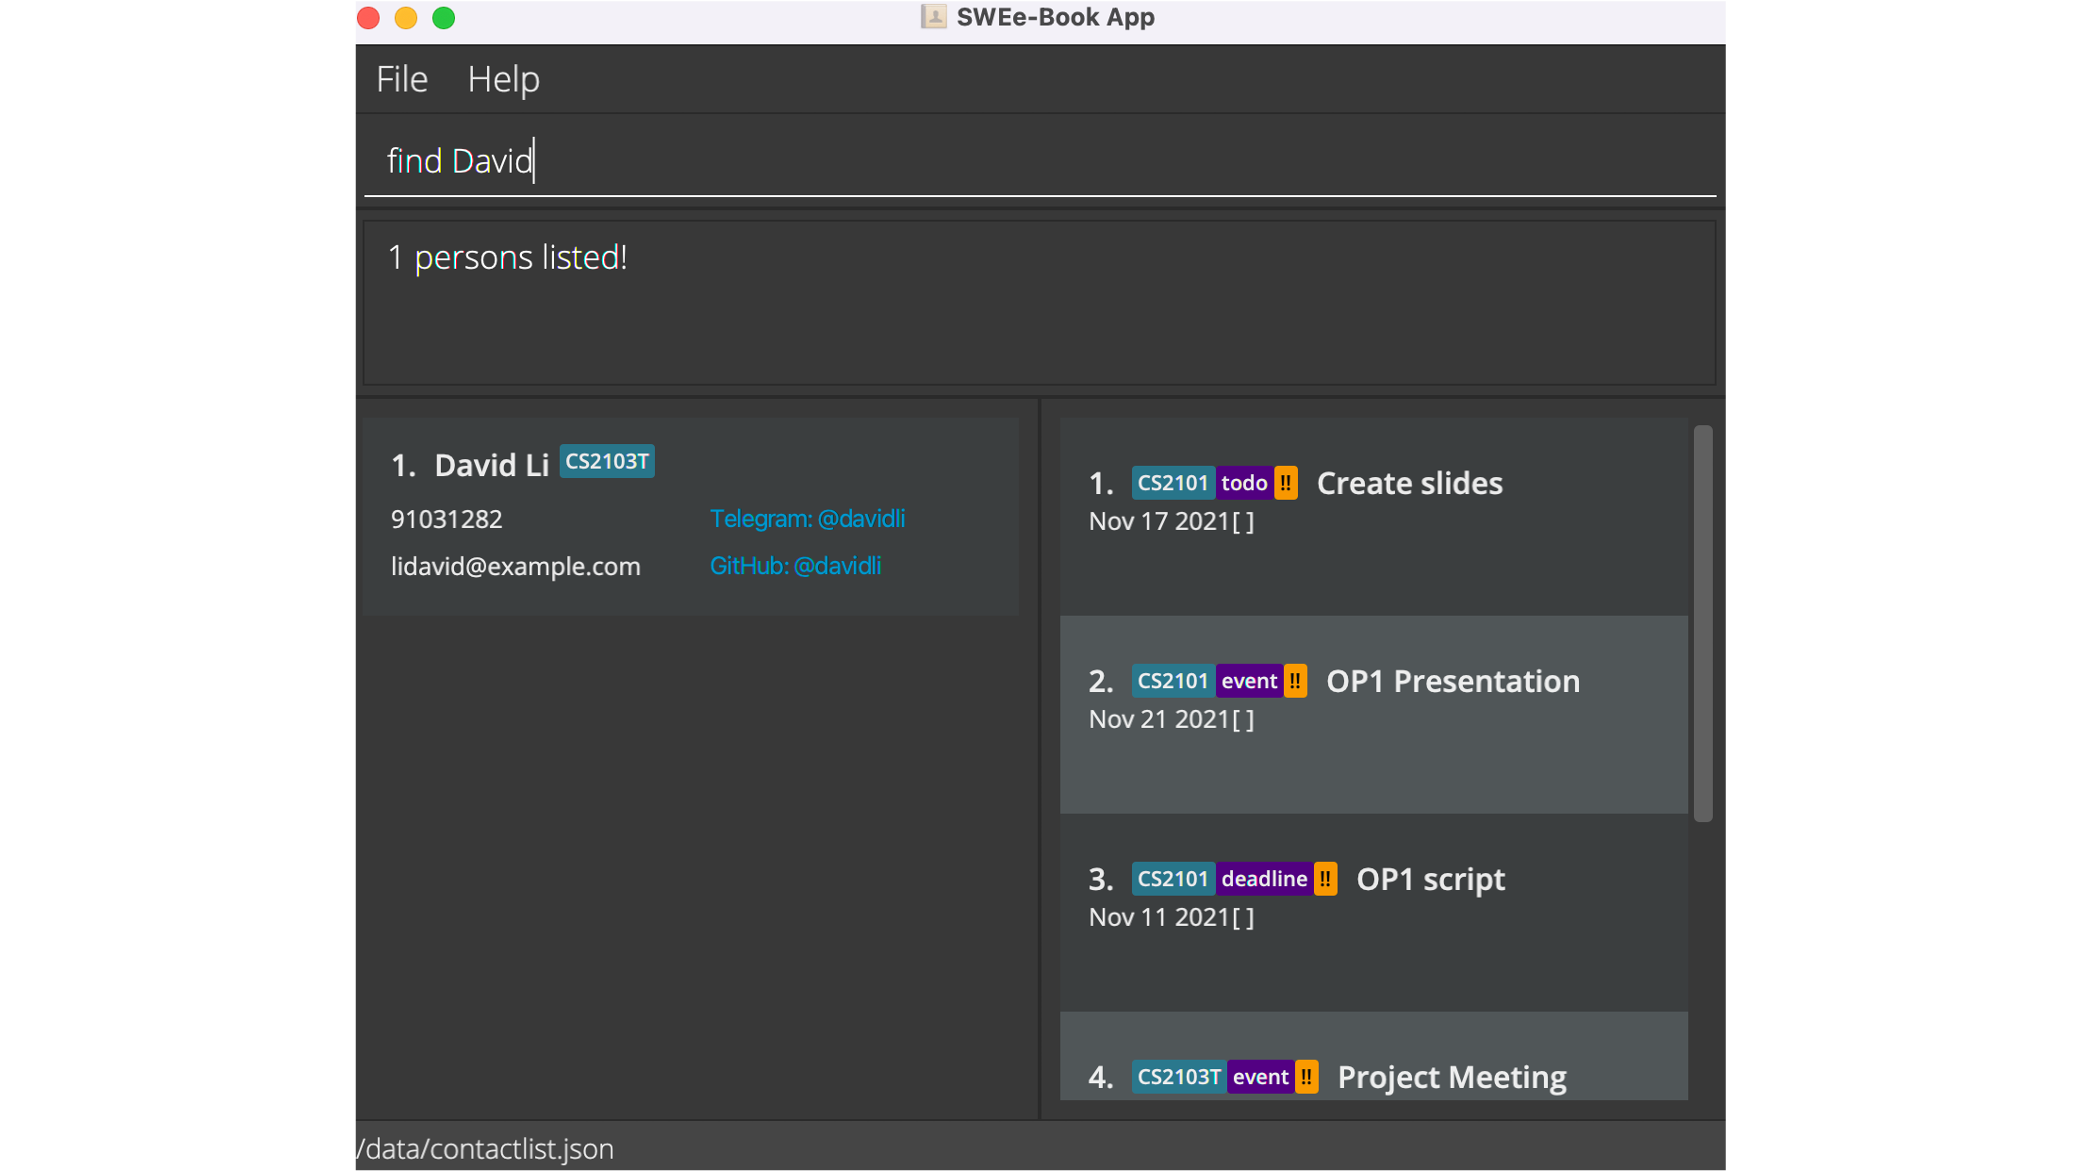 SWEe-Book App
File Help
find David
1 persons listed!
1. David Li CS2103T
91031282 Telegram: @davidli
lidavid@example.com GitHub: @davidli
1. CS2101 todo !! Create slides
Nov 17 2021[ ]
2. CS2101 event !! OP1 Presentation
Nov 21 2021[ ]
3. CS2101 deadline !! OP1 script
Nov 11 2021[ ]
4. CS2103T event !! Project Meeting
/data/contactlist.json